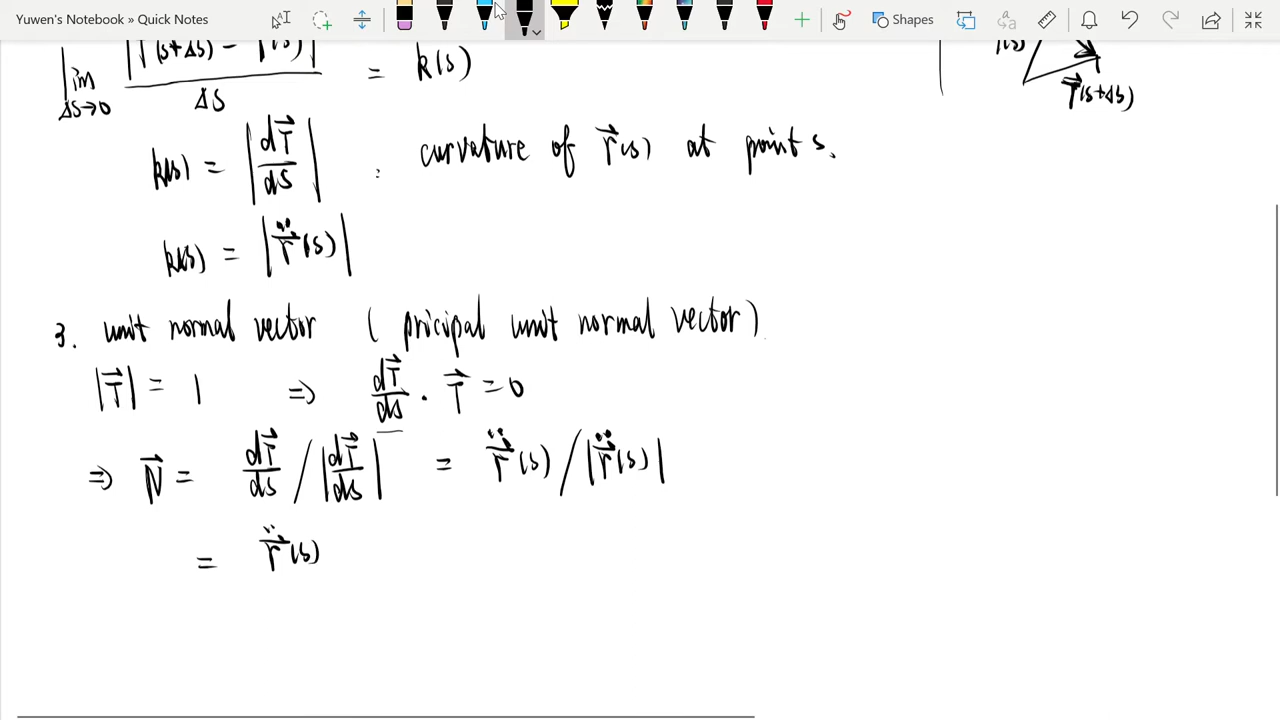 Yuwen's Notebook » Quick Notes
Shapes
|T⃗(s+Δs) - T⃗(s)|
lim ――― = k(s)
Δs→0 Δs
T⃗(s+Δs)
k(s) = |dT⃗/ds| : curvature of r⃗(s) at point s.
k(s) = |r⃗̈(s)|
3. unit normal vector ( pricipal unit normal vector )
|T⃗| = 1 ⇒ dT⃗/ds · T⃗ = 0
⇒ N⃗ = dT⃗/ds / |dT⃗/ds| = r⃗̈(s) / |r⃗̈(s)|
= r⃗̈(s)